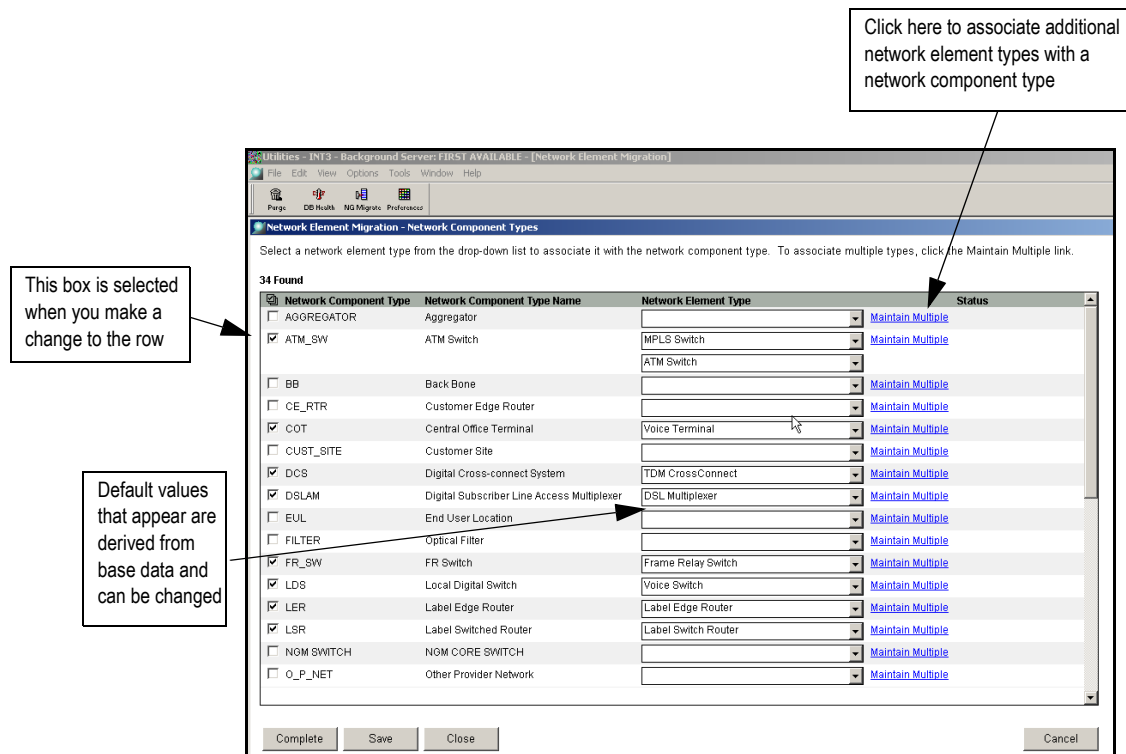 Click here to associate additional
network element types with a
network component type
Utilities - INT3 - Background Server: FIRST AVAILABLE - [Network Element Migration]
File Edit View Options Tools Window Help
Purge DB Health NG Migrate Preferences
Network Element Migration - Network Component Types
Select a network element type from the drop-down list to associate it with the network component type. To associate multiple types, click the Maintain Multiple link.
34 Found
This box is selected
when you make a
change to the row
Network Component Type Network Component Type Name Network Element Type Status
AGGREGATOR Aggregator Maintain Multiple
ATM_SW ATM Switch MPLS Switch Maintain Multiple
ATM Switch
BB Back Bone Maintain Multiple
CE_RTR Customer Edge Router Maintain Multiple
COT Central Office Terminal Voice Terminal Maintain Multiple
CUST_SITE Customer Site Maintain Multiple
DCS Digital Cross-connect System TDM CrossConnect Maintain Multiple
DSLAM Digital Subscriber Line Access Multiplexer DSL Multiplexer Maintain Multiple
EUL End User Location Maintain Multiple
FILTER Optical Filter Maintain Multiple
FR_SW FR Switch Frame Relay Switch Maintain Multiple
LDS Local Digital Switch Voice Switch Maintain Multiple
LER Label Edge Router Label Edge Router Maintain Multiple
LSR Label Switched Router Label Switch Router Maintain Multiple
NGM SWITCH NGM CORE SWITCH Maintain Multiple
O_P_NET Other Provider Network Maintain Multiple
Default values
that appear are
derived from
base data and
can be changed
Complete Save Close Cancel